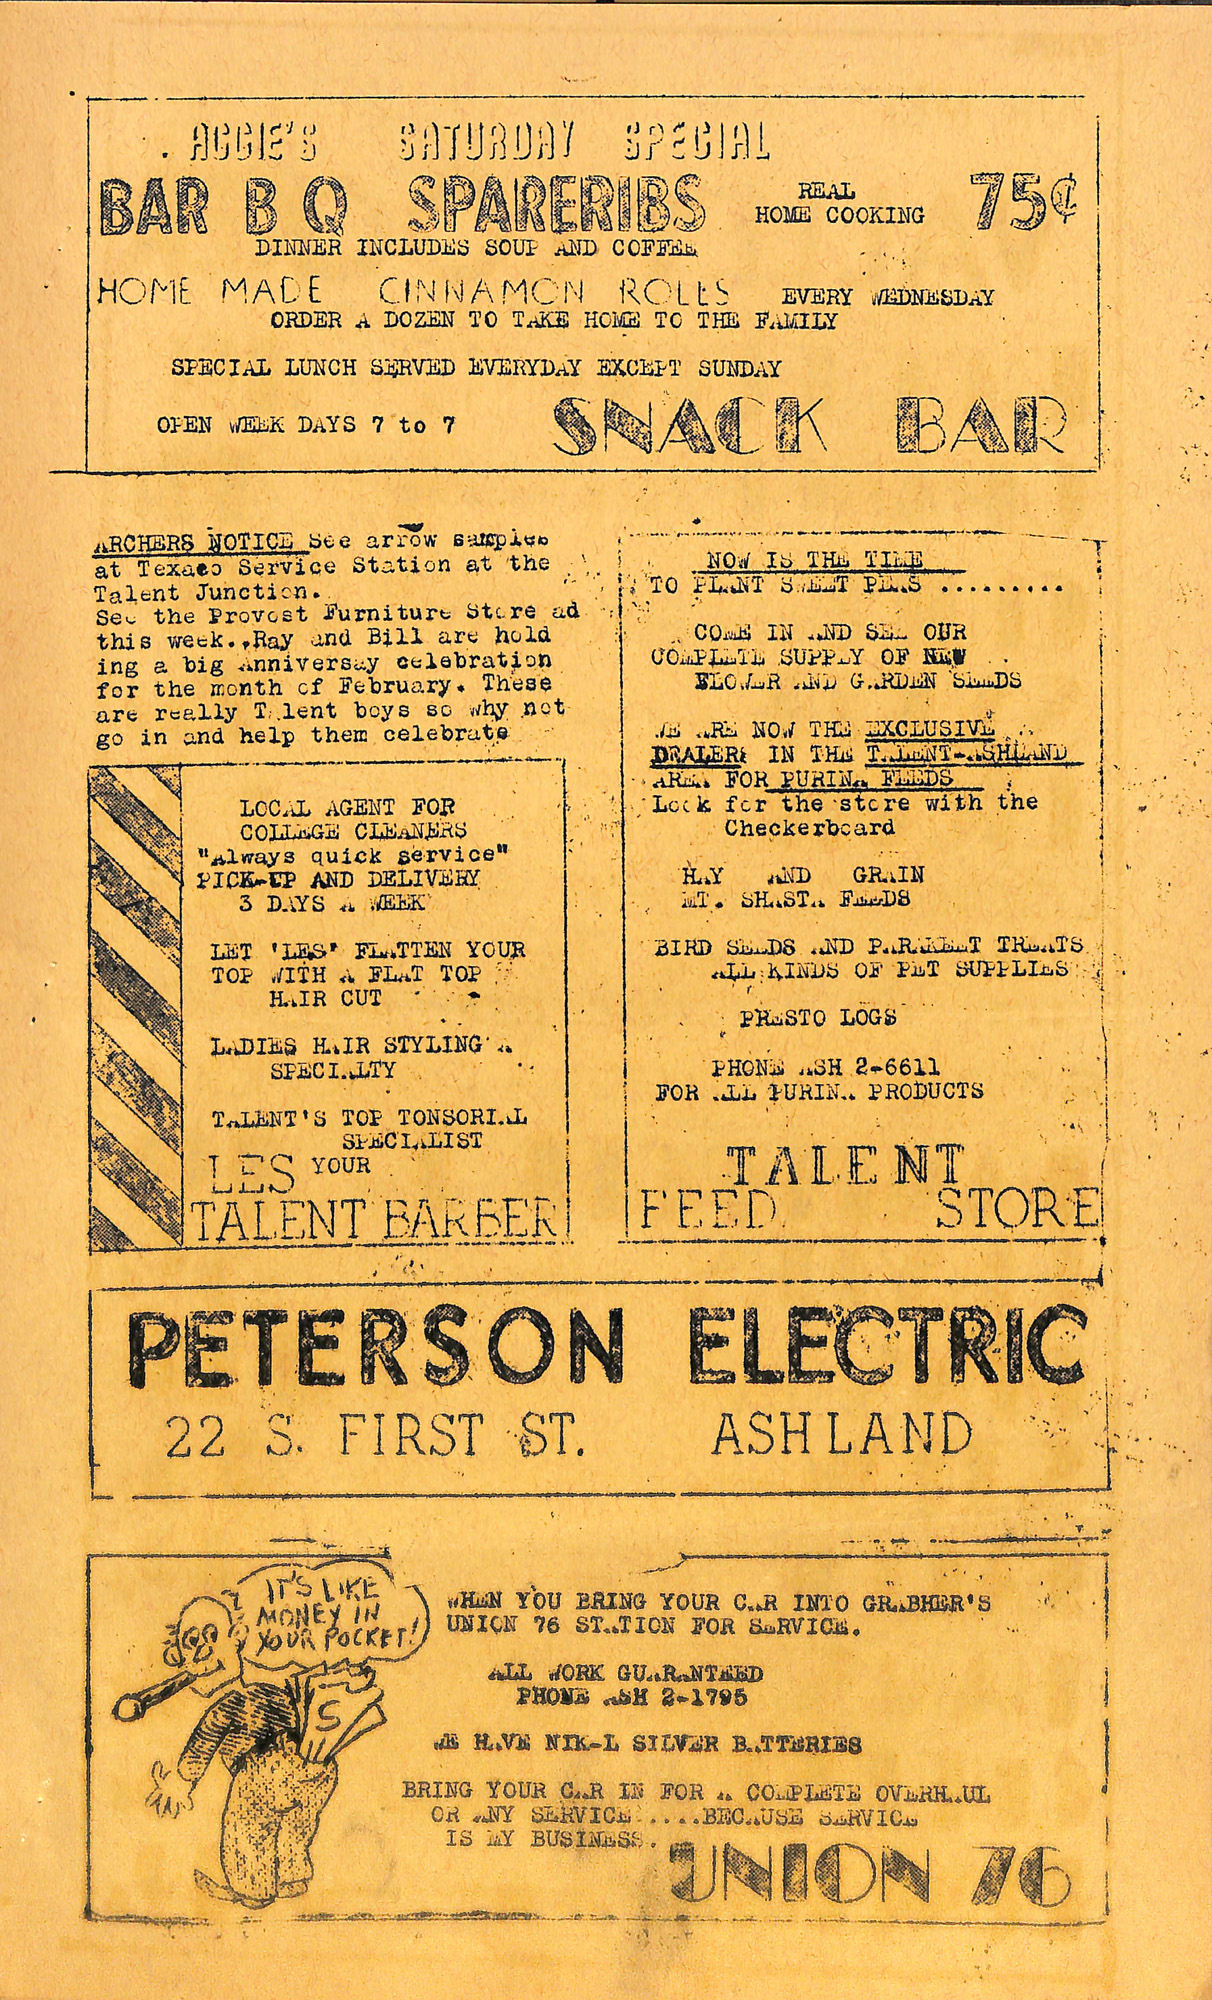 AGGIE'S SATURDAY SPECIAL
BAR B Q SPARERIBS REAL HOME COOKING 75¢
DINNER INCLUDES SOUP AND COFFEE
HOME MADE CINNAMON ROLLS EVERY WEDNESDAY
ORDER A DOZEN TO TAKE HOME TO THE FAMILY
SPECIAL LUNCH SERVED EVERYDAY EXCEPT SUNDAY
OPEN WEEK DAYS 7 to 7 SNACK BAR
ARCHERS NOTICE See arrow samples
at Texaco Service Station at the
Talent Junction.
See the Provost Furniture Store ad
this week..Ray and Bill are hold
ing a big Anniversay celebration
for the month of February. These
are really Talent boys so why not
go in and help them celebrate
LOCAL AGENT FOR
COLLEGE CLEANERS
"Always quick service"
PICK-UP AND DELIVERY
3 DAYS A WEEK
LET 'LES' FLATTEN YOUR
TOP WITH A FLAT TOP
HAIR CUT
LADIES HAIR STYLING A
SPECIALTY
TALENT'S TOP TONSORIAL
SPECIALIST
LES YOUR
TALENT BARBER
NOW IS THE TIME
TO PLANT SWEET PEAS .........
COME IN AND SEE OUR
COMPLETE SUPPLY OF NEW
FLOWER AND GARDEN SEEDS
WE ARE NOW THE EXCLUSIVE
DEALERS IN THE TALENT-ASHLAND
AREA FOR PURINA FEEDS
Look for the store with the
Checkerboard
HAY AND GRAIN
MT. SHASTA FEEDS
BIRD SEEDS AND PARAKEET TREATS
ALL KINDS OF PET SUPPLIES
PRESTO LOGS
PHONE ASH 2-6611
FOR ALL PURINA PRODUCTS
TALENT
FEED STORE
PETERSON ELECTRIC
22 S. FIRST ST. ASHLAND
IT'S LIKE
MONEY IN
YOUR POCKET!
S
WHEN YOU BRING YOUR CAR INTO GRABHER'S
UNION 76 STATION FOR SERVICE.
ALL WORK GUARANTEED
PHONE ASH 2-1795
WE HAVE NIK-L SILVER BATTERIES
BRING YOUR CAR IN FOR A COMPLETE OVERHAUL
OR ANY SERVICE ....BECAUSE SERVICE
IS MY BUSINESS.
UNION 76